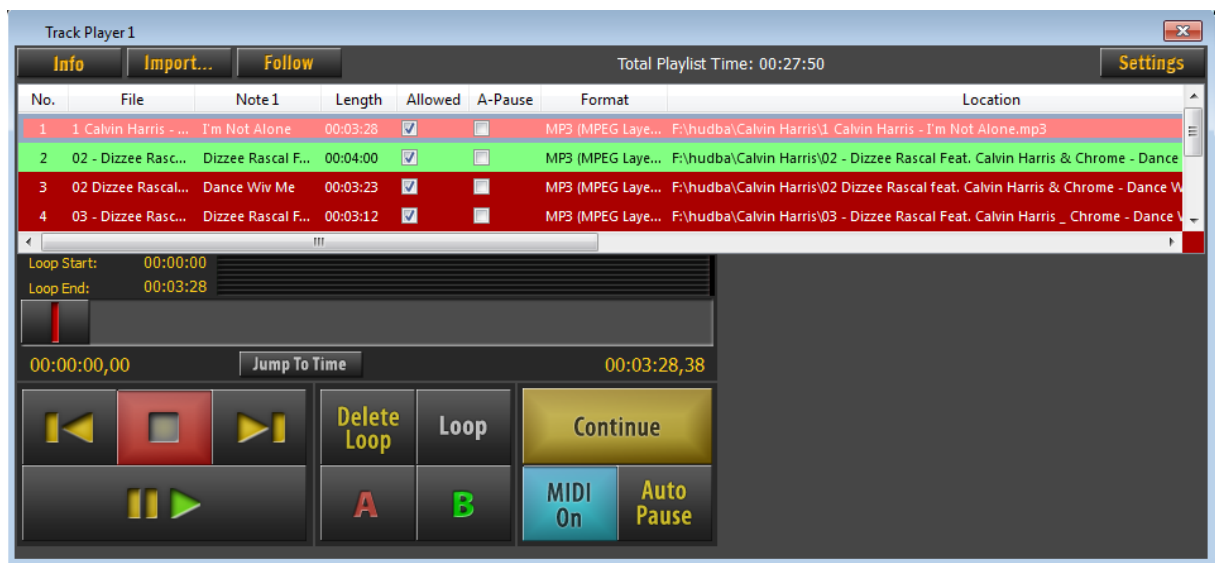 Track Player 1
Info Import... Follow Total Playlist Time: 00:27:50 Settings
No. File Note 1 Length Allowed A-Pause Format Location
1 1 Calvin Harris - ... I'm Not Alone 00:03:28 MP3 (MPEG Laye... F:\hudba\Calvin Harris\1 Calvin Harris - I'm Not Alone.mp3
2 02 - Dizzee Rasc... Dizzee Rascal F... 00:04:00 MP3 (MPEG Laye... F:\hudba\Calvin Harris\02 - Dizzee Rascal Feat. Calvin Harris & Chrome - Dance
3 02 Dizzee Rascal... Dance Wiv Me 00:03:23 MP3 (MPEG Laye... F:\hudba\Calvin Harris\02 Dizzee Rascal feat. Calvin Harris & Chrome - Dance W
4 03 - Dizzee Rasc... Dizzee Rascal F... 00:03:12 MP3 (MPEG Laye... F:\hudba\Calvin Harris\03 - Dizzee Rascal Feat. Calvin Harris _ Chrome - Dance
Loop Start: 00:00:00
Loop End: 00:03:28
00:00:00,00 Jump To Time 00:03:28,38
Delete Loop Loop Continue
A B MIDI On Auto Pause